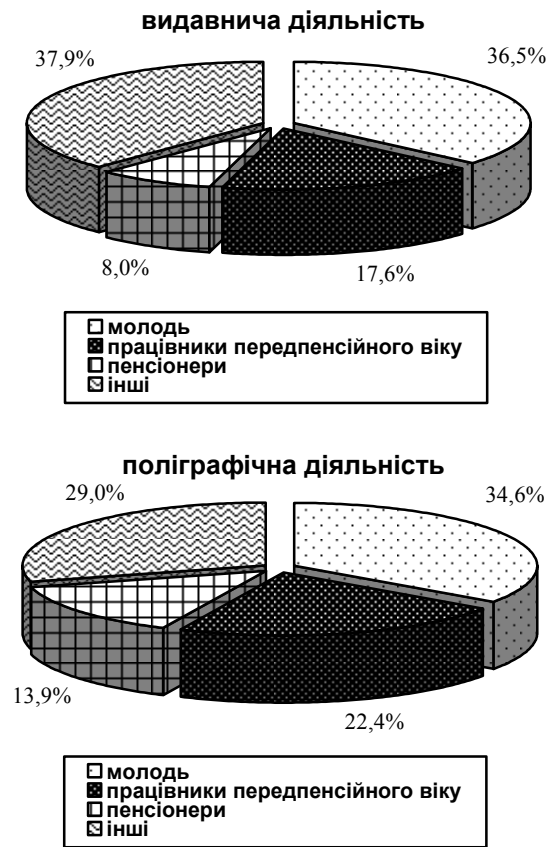 видавнича діяльність
37,9%
36,5%
8,0%
17,6%
молодь
працівники передпенсійного віку
пенсіонери
інші
поліграфічна діяльність
29,0%
34,6%
13,9%
22,4%
молодь
працівники передпенсійного віку
пенсіонери
інші